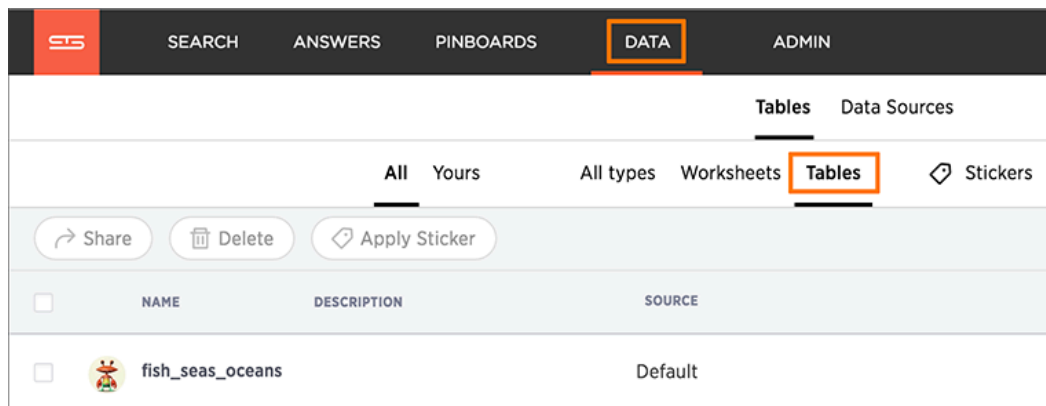 SEARCH ANSWERS PINBOARDS DATA ADMIN
Tables Data Sources
All Yours All types Worksheets Tables Stickers
Share Delete Apply Sticker
NAME DESCRIPTION SOURCE
fish_seas_oceans Default